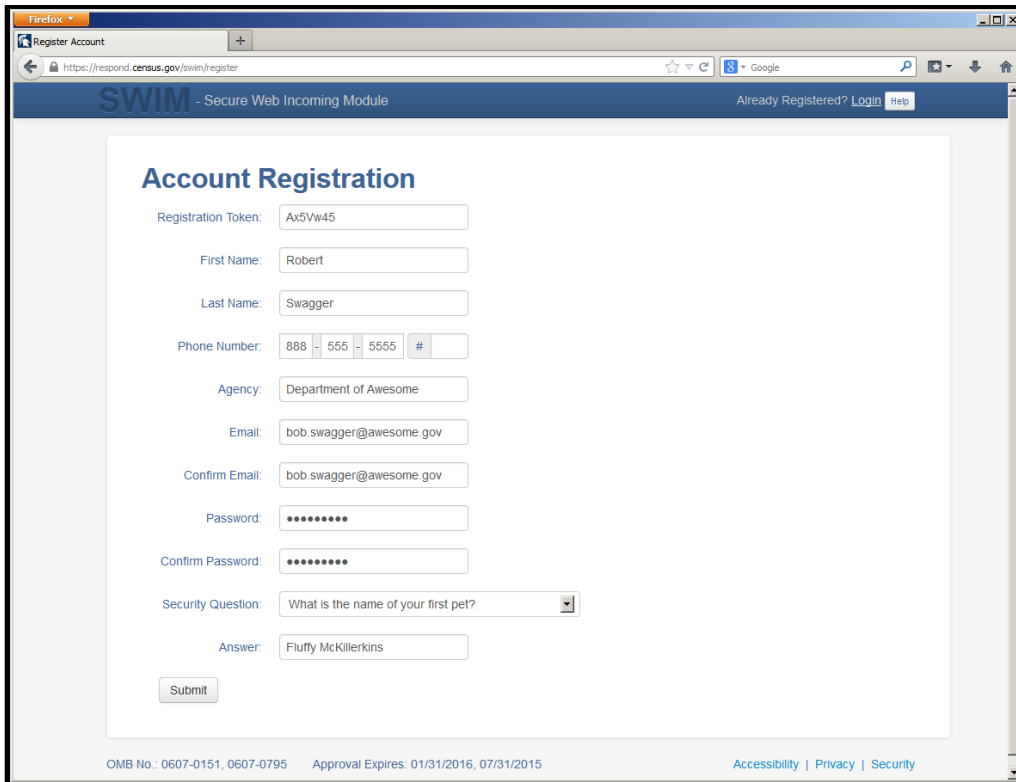 Firefox
Register Account +
https://respond.census.gov/swim/register 8 Google
SWIM - Secure Web Incoming Module Already Registered? Login Help
Account Registration
Registration Token: Ax5Vw45
First Name: Robert
Last Name: Swagger
Phone Number: 888 - 555 - 5555 #
Agency: Department of Awesome
Email: bob.swagger@awesome.gov
Confirm Email: bob.swagger@awesome.gov
Password: •••••••••
Confirm Password: •••••••••
Security Question: What is the name of your first pet?
Answer: Fluffy McKillerkins
Submit
OMB No.: 0607-0151, 0607-0795 Approval Expires: 01/31/2016, 07/31/2015 Accessibility | Privacy | Security